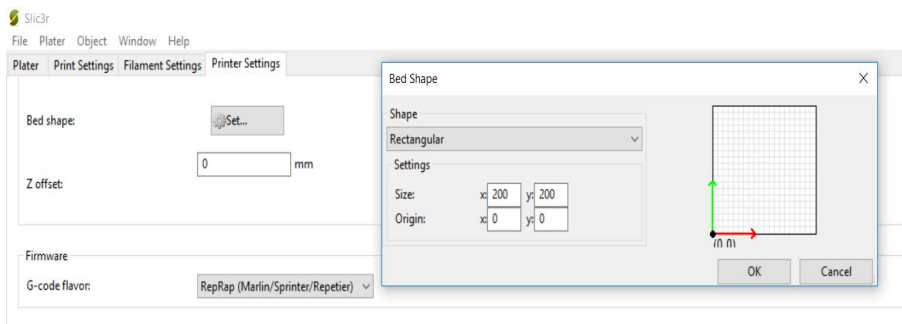 Slic3r
File Plater Object Window Help
Plater Print Settings Filament Settings Printer Settings
Bed shape: Set...
0 mm
Z offset:
Firmware
G-code flavor: RepRap (Marlin/Sprinter/Repetier)
Bed Shape
Shape
Rectangular
Settings
Size: x: 200 y: 200
Origin: x: 0 y: 0
(0,0)
OK Cancel